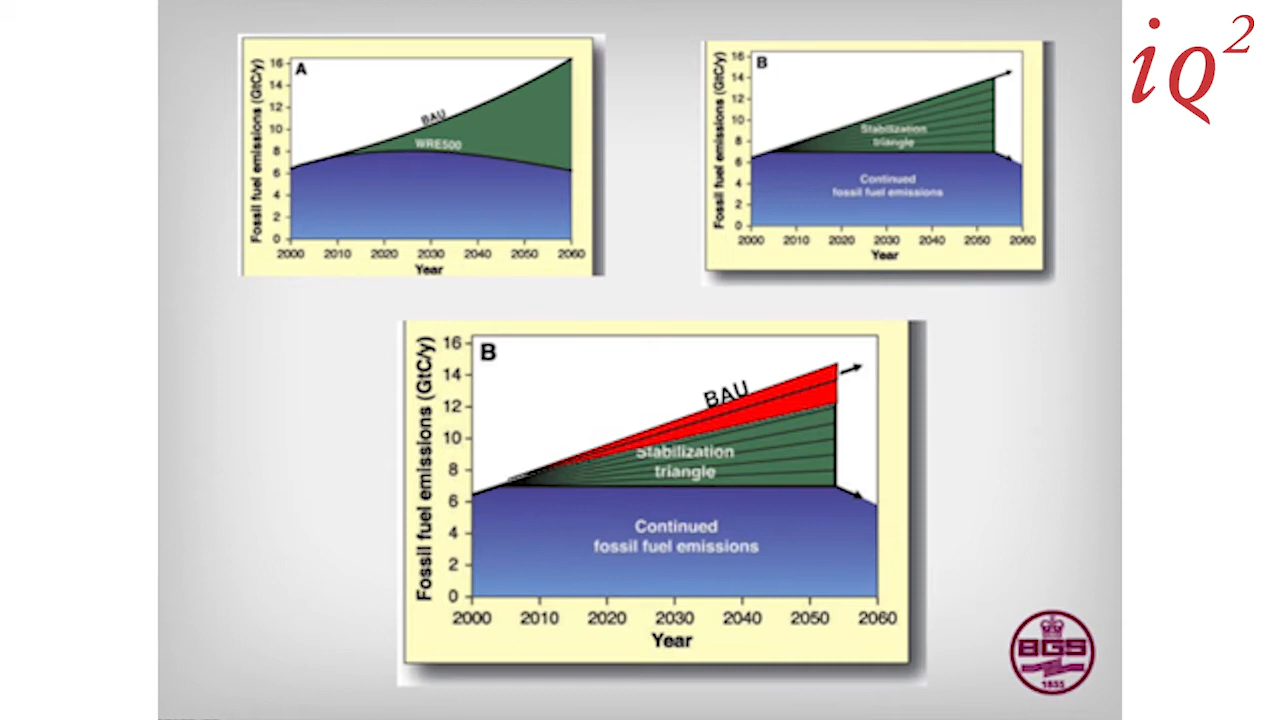 iq2
A
16
14
12
10
8
6
4
2
0
Fossil fuel emissions (GtC/y)
BAU
WRE500
2000 2010 2020 2030 2040 2050 2060
Year
B
16
14
12
10
8
6
4
2
0
Fossil fuel emissions (GtC/y)
Stabilization
triangle
Continued
fossil fuel emissions
2000 2010 2020 2030 2040 2050 2060
Year
B
16
14
12
10
8
6
4
2
0
Fossil fuel emissions (GtC/y)
BAU
Stabilization
triangle
Continued
fossil fuel emissions
2000 2010 2020 2030 2040 2050 2060
Year
BGS
1835